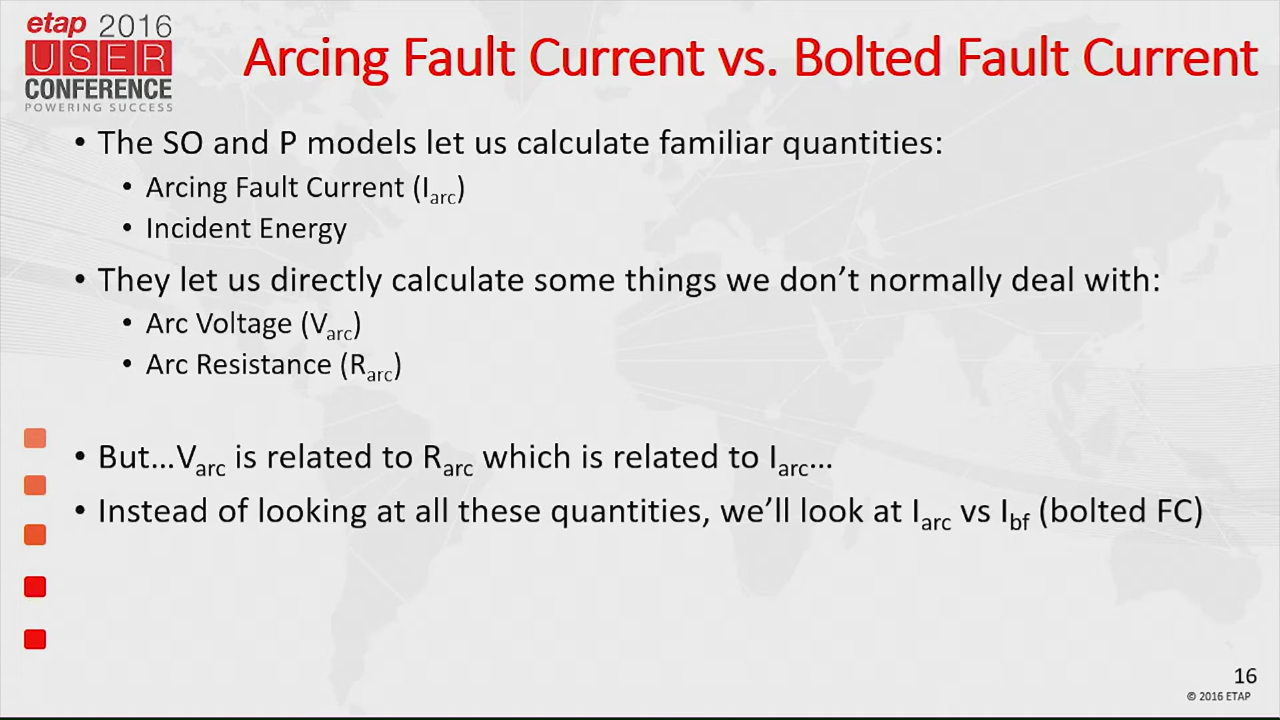 etap 2016
USER
CONFERENCE
POWERING SUCCESS
Arcing Fault Current vs. Bolted Fault Current
• The SO and P models let us calculate familiar quantities:
• Arcing Fault Current (Iarc)
• Incident Energy
• They let us directly calculate some things we don’t normally deal with:
• Arc Voltage (Varc)
• Arc Resistance (Rarc)
• But…Varc is related to Rarc which is related to Iarc…
• Instead of looking at all these quantities, we’ll look at Iarc vs Ibf (bolted FC)
16
© 2016 ETAP